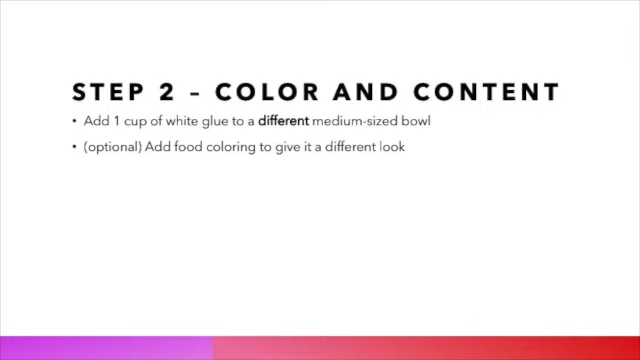 STEP 2 – COLOR AND CONTENT
• Add 1 cup of white glue to a different medium-sized bowl
• (optional) Add food coloring to give it a different look